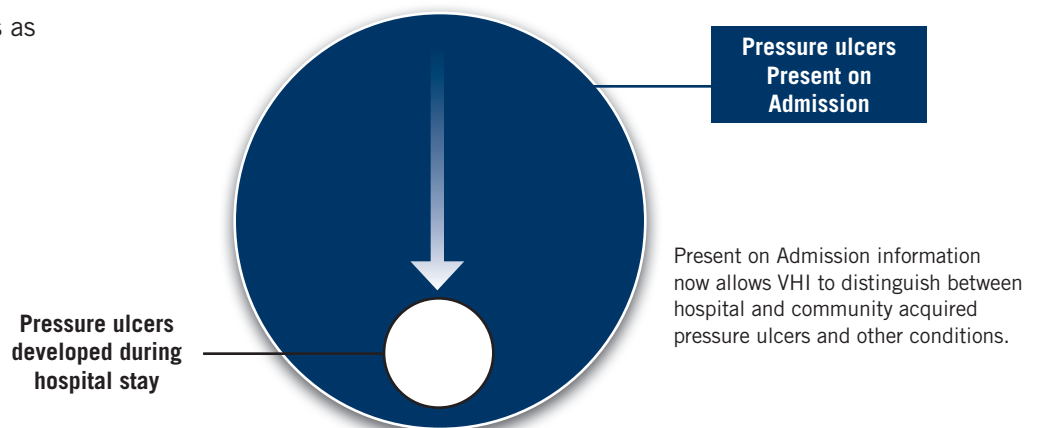 s as
Pressure ulcers
Present on
Admission
Present on Admission information
now allows VHI to distinguish between
hospital and community acquired
pressure ulcers and other conditions.
Pressure ulcers
developed during
hospital stay